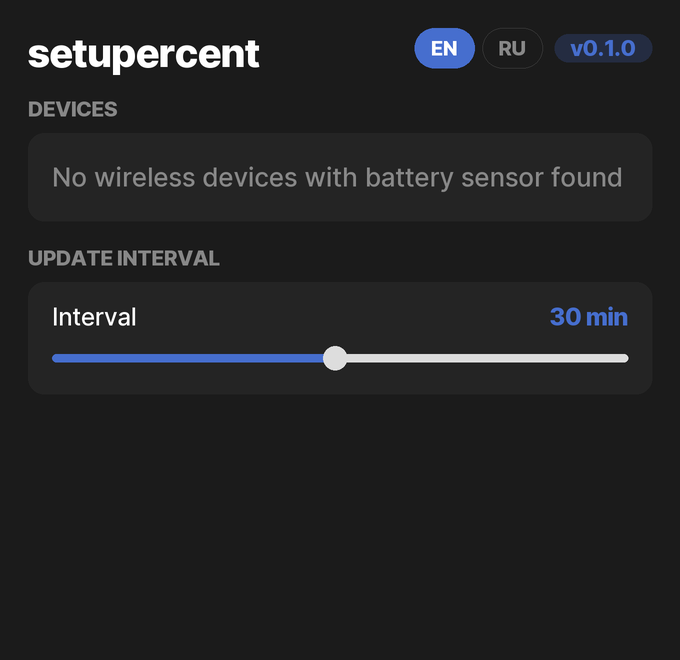 setupercent
EN RU v0.1.0
DEVICES
No wireless devices with battery sensor found
UPDATE INTERVAL
Interval 30 min